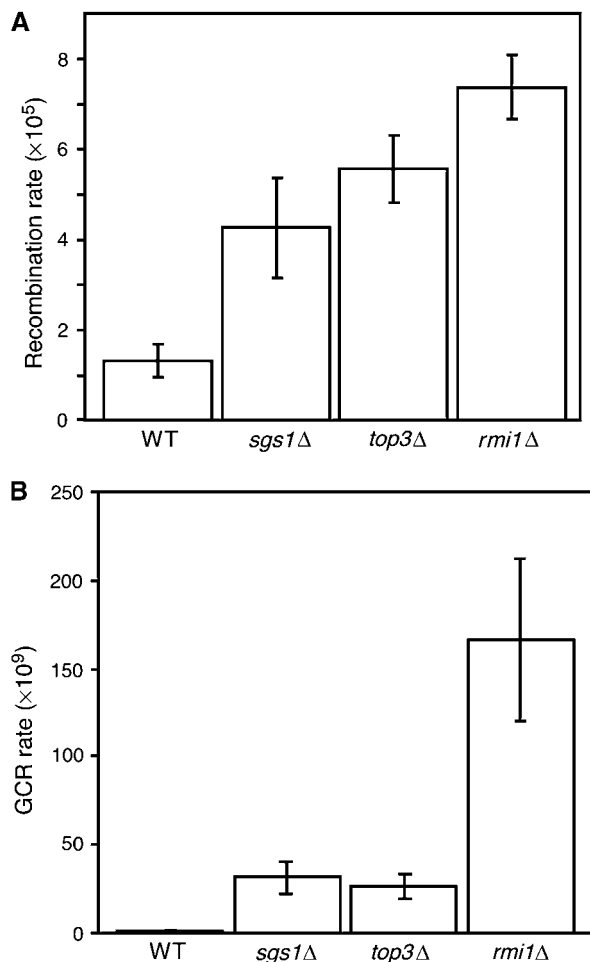 A
Recombination rate (×10⁵)
8
6
4
2
0
WT sgs1Δ top3Δ rmi1Δ
B
GCR rate (×10⁹)
250
200
150
100
50
0
WT sgs1Δ top3Δ rmi1Δ